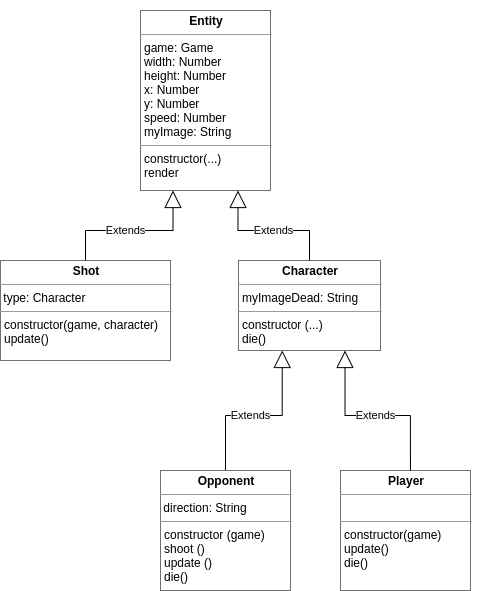 Entity
game: Game
width: Number
height: Number
x: Number
y: Number
speed: Number
myImage: String
constructor(...)
render
Extends
Extends
Shot
type: Character
constructor(game, character)
update()
Character
myImageDead: String
constructor (...)
die()
Extends
Extends
Opponent
direction: String
constructor (game)
shoot ()
update ()
die()
Player
constructor(game)
update()
die()